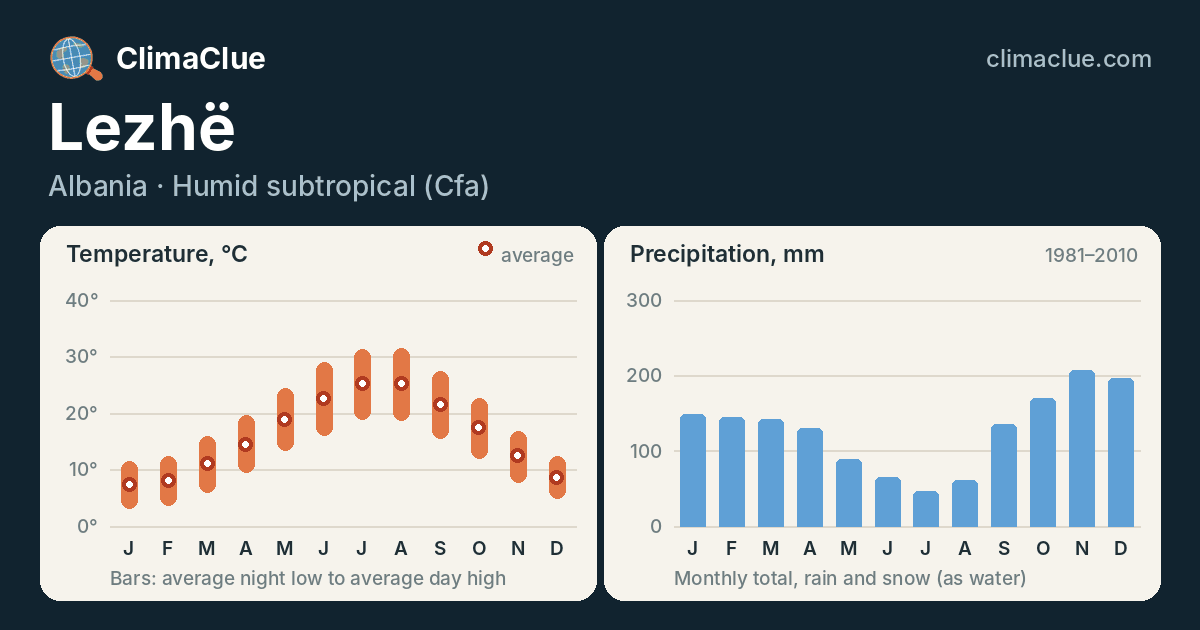 ClimaClue
climaclue.com
Lezhë
Albania · Humid subtropical (Cfa)
Temperature, °C
average
40°
30°
20°
10°
0°
J F M A M J J A S O N D
Bars: average night low to average day high
Precipitation, mm
1981–2010
300
200
100
0
J F M A M J J A S O N D
Monthly total, rain and snow (as water)